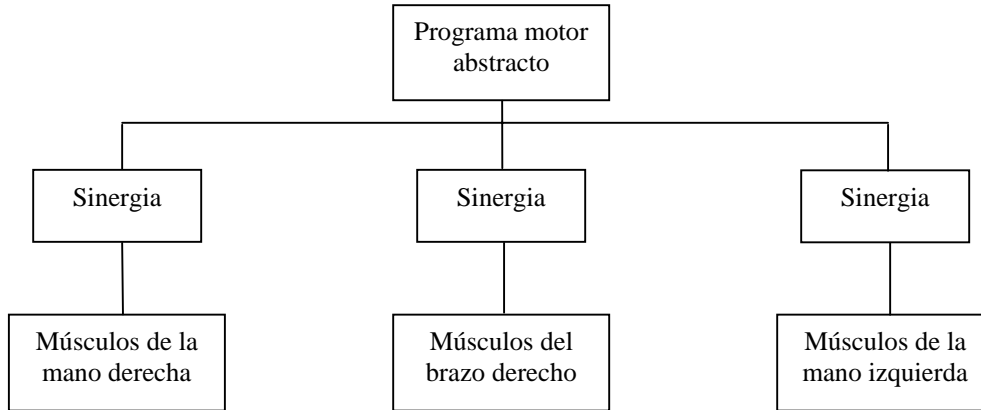 Programa motor
abstracto
Sinergia
Sinergia
Sinergia
Músculos de la
mano derecha
Músculos del
brazo derecho
Músculos de la
mano izquierda